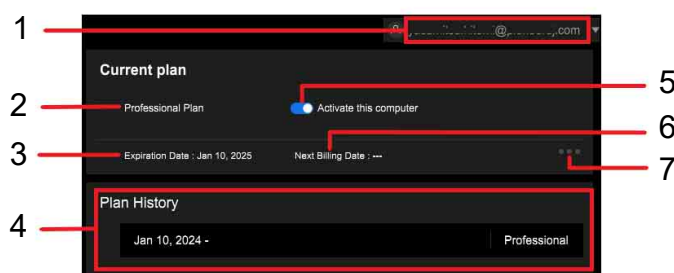 1
.com
Current plan
5
2
Professional Plan
Activate this computer
6
3
Expiration Date : Jan 10, 2025
Next Billing Date : ---
7
Plan History
4
Jan 10, 2024 -
Professional